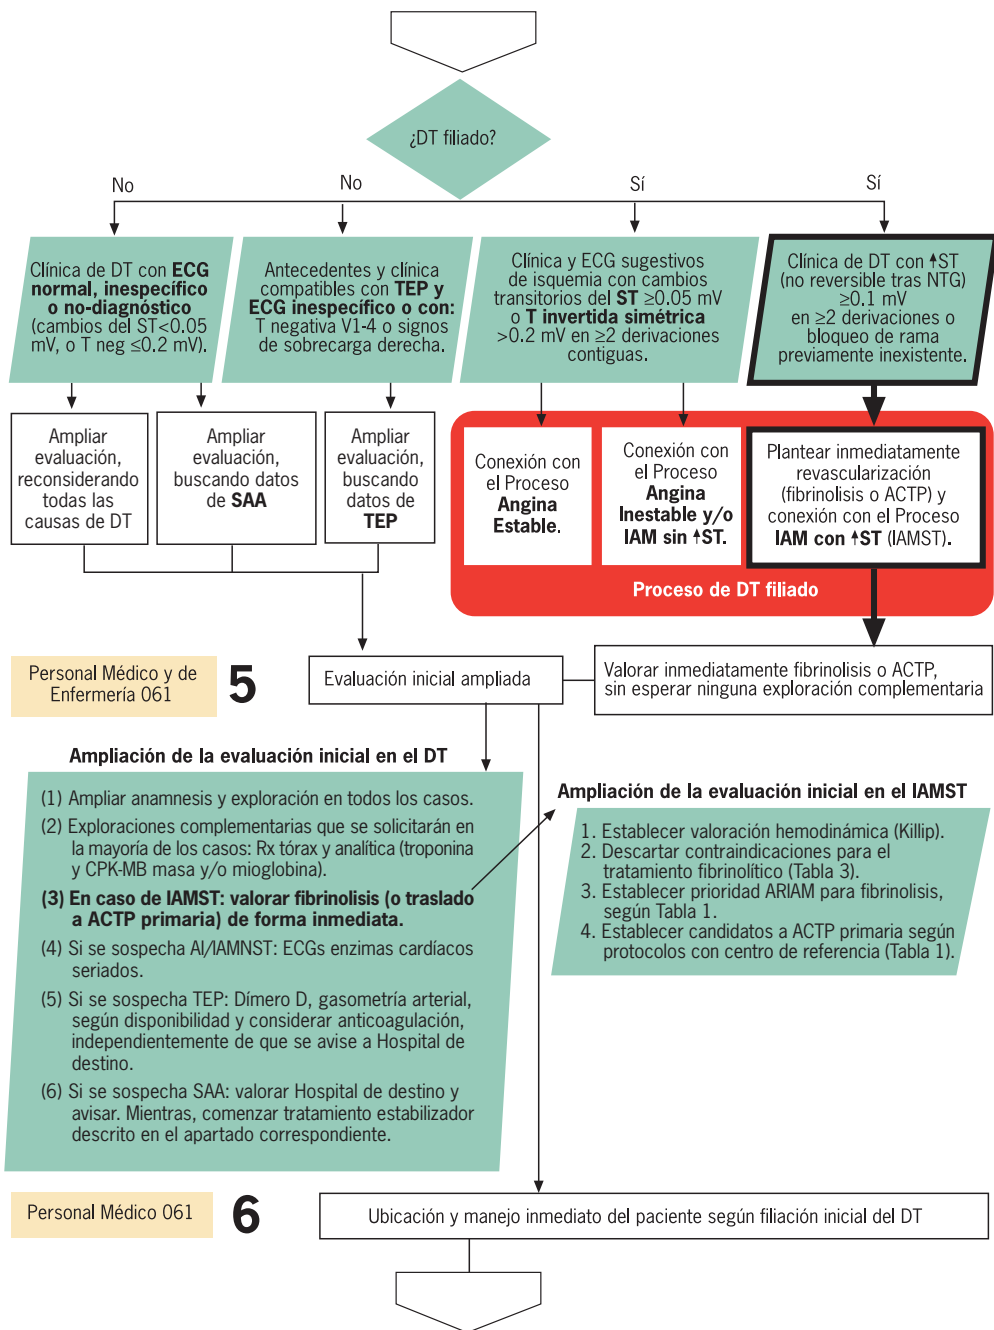 ¿DT filiado?
No
No
Sí
Sí
Clínica de DT con ECG
normal, inespecífico
o no-diagnóstico
(cambios del ST<0.05
mV, o T neg ≤0.2 mV).
Antecedentes y clínica
compatibles con TEP y
ECG inespecífico o con:
T negativa V1-4 o signos
de sobrecarga derecha.
Clínica y ECG sugestivos
de isquemia con cambios
transitorios del ST ≥0.05 mV
o T invertida simétrica
>0.2 mV en ≥2 derivaciones
contiguas.
Clínica de DT con ↑ST
(no reversible tras NTG)
≥0.1 mV
en ≥2 derivaciones o
bloqueo de rama
previamente inexistente.
Ampliar
evaluación,
reconsiderando
todas las
causas de DT
Ampliar
evaluación,
buscando datos
de SAA
Ampliar
evaluación,
buscando
datos de
TEP
Conexión con
el Proceso
Angina
Estable.
Conexión con
el Proceso
Angina
Inestable y/o
IAM sin ↑ST.
Plantear inmediatamente
revascularización
(fibrinolisis o ACTP) y
conexión con el Proceso
IAM con ↑ST (IAMST).
Proceso de DT filiado
Personal Médico y de
Enfermería 061
5
Evaluación inicial ampliada
Valorar inmediatamente fibrinolisis o ACTP,
sin esperar ninguna exploración complementaria
Ampliación de la evaluación inicial en el DT
(1) Ampliar anamnesis y exploración en todos los casos.
(2) Exploraciones complementarias que se solicitarán en
la mayoría de los casos: Rx tórax y analítica (troponina
y CPK-MB masa y/o mioglobina).
(3) En caso de IAMST: valorar fibrinolisis (o traslado
a ACTP primaria) de forma inmediata.
(4) Si se sospecha AI/IAMNST: ECGs enzimas cardíacos
seriados.
(5) Si se sospecha TEP: Dímero D, gasometría arterial,
según disponibilidad y considerar anticoagulación,
independientemente de que se avise a Hospital de
destino.
(6) Si se sospecha SAA: valorar Hospital de destino y
avisar. Mientras, comenzar tratamiento estabilizador
descrito en el apartado correspondiente.
Ampliación de la evaluación inicial en el IAMST
1. Establecer valoración hemodinámica (Killip).
2. Descartar contraindicaciones para el
tratamiento fibrinolítico (Tabla 3).
3. Establecer prioridad ARIAM para fibrinolisis,
según Tabla 1.
4. Establecer candidatos a ACTP primaria según
protocolos con centro de referencia (Tabla 1).
Personal Médico 061
6
Ubicación y manejo inmediato del paciente según filiación inicial del DT